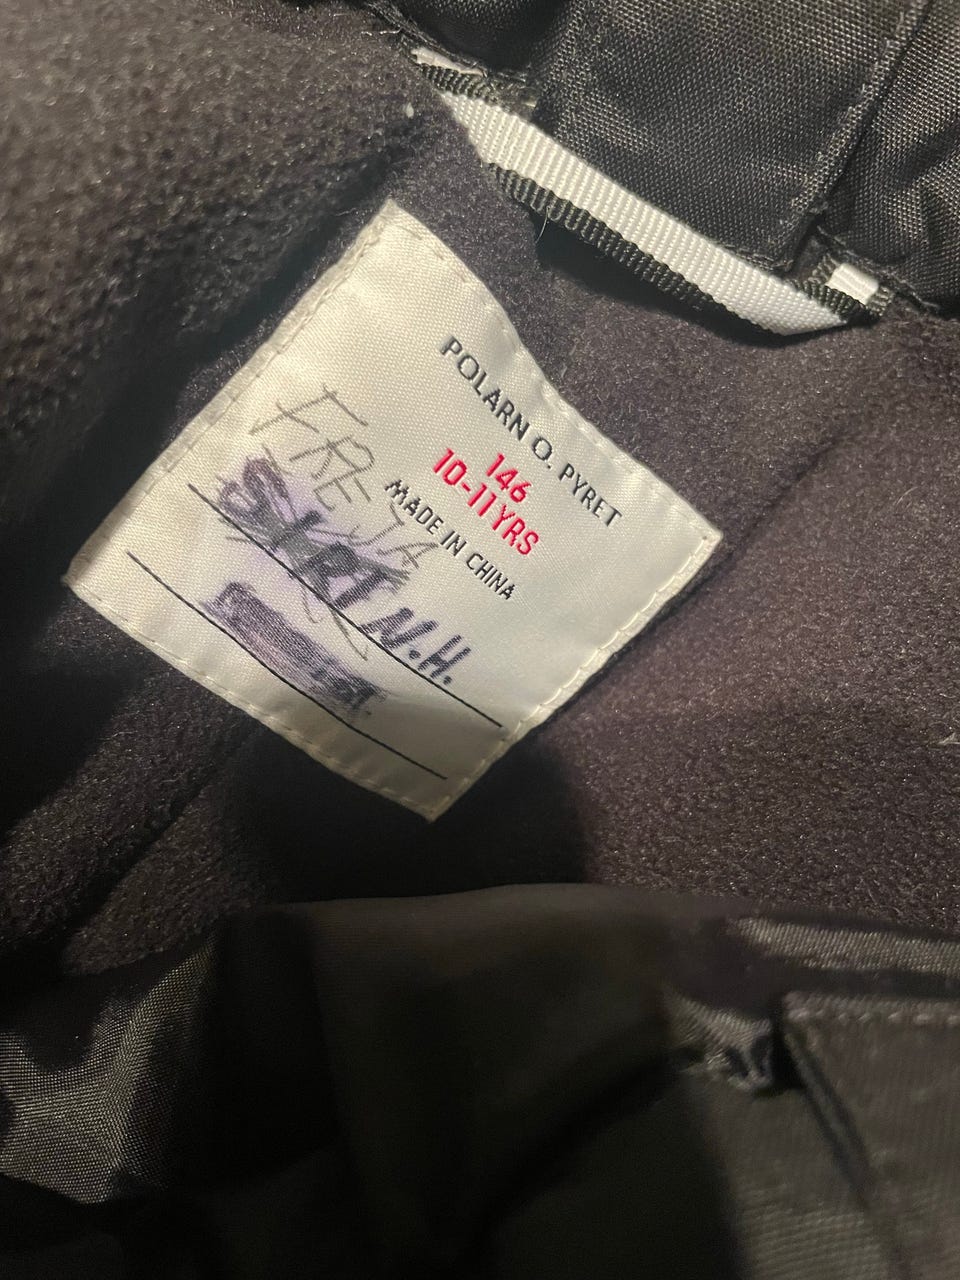 POLARN O. PYRET
146
10-11 YRS
MADE IN CHINA
FREJA
N.H.